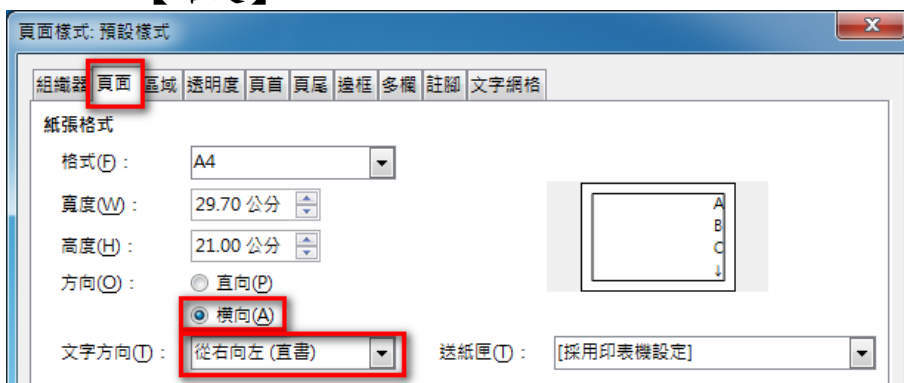 頁面樣式: 預設樣式
組織器 頁面 區域 透明度 頁首 頁尾 邊框 多欄 註腳 文字網格
紙張格式
格式(F)： A4
寬度(W)： 29.70 公分
高度(H)： 21.00 公分
方向(O)： 直向(P)
橫向(A)
文字方向(T)： 從右向左 (直書) 送紙匣(T)： [採用印表機設定]
A
B
C
↓